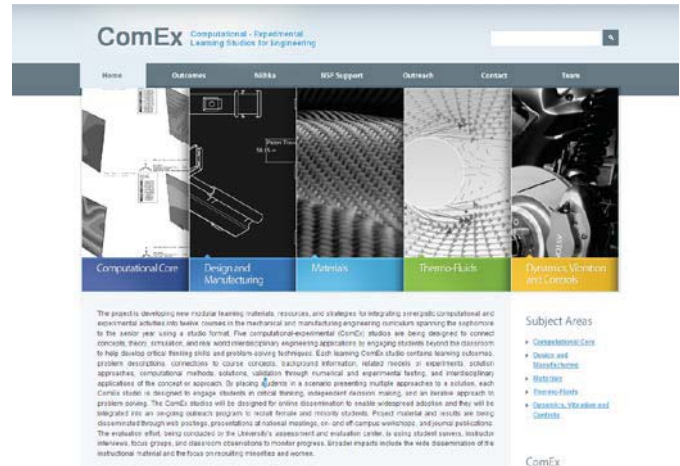 ComEx
Computational - Experimental
Learning Studios for Engineering
Home Outcomes Niihka NSF Support Outreach Contact Team
Computational Core
Design and
Manufacturing
Materials
Thermo-Fluids
Dynamics, Vibration
and Controls
The project is developing new modular learning materials, resources, and strategies for integrating synergistic computational and
experimental activities into twelve courses in the mechanical and manufacturing engineering curriculum spanning the sophomore
to the senior year using a studio format. Five computational-experimental (ComEx) studios are being designed to connect
concepts, theory, simulation, and real world interdisciplinary engineering applications by engaging students beyond the classroom
to help develop critical thinking skills and problem-solving techniques. Each learning ComEx studio contains learning outcomes,
problem descriptions, connections to course concepts, background information, related models or experiments, solution
approaches, computational methods, solutions, validation through numerical and experimental testing, and interdisciplinary
applications of the concept or approach. By placing students in a scenario presenting multiple approaches to a solution, each
ComEx studio is designed to engage students in critical thinking, independent decision making, and an iterative approach to
problem solving. The ComEx studios will be designed for online dissemination to enable widespread adoption and they will be
integrated into an on-going outreach program to recruit female and minority students. Project material and results are being
disseminated through web postings, presentations at national meetings, on- and off-campus workshops, and journal publications.
The evaluation effort, being conducted by the University's assessment and evaluation center, is using student surveys, instructor
interviews, focus groups, and classroom observations to monitor progress. Broader impacts include the wide dissemination of the
instructional material and the focus on recruiting minorities and women.
Subject Areas
Computational Core
Design and
Manufacturing
Materials
Thermo-Fluids
Dynamics, Vibration and
Controls
ComEx